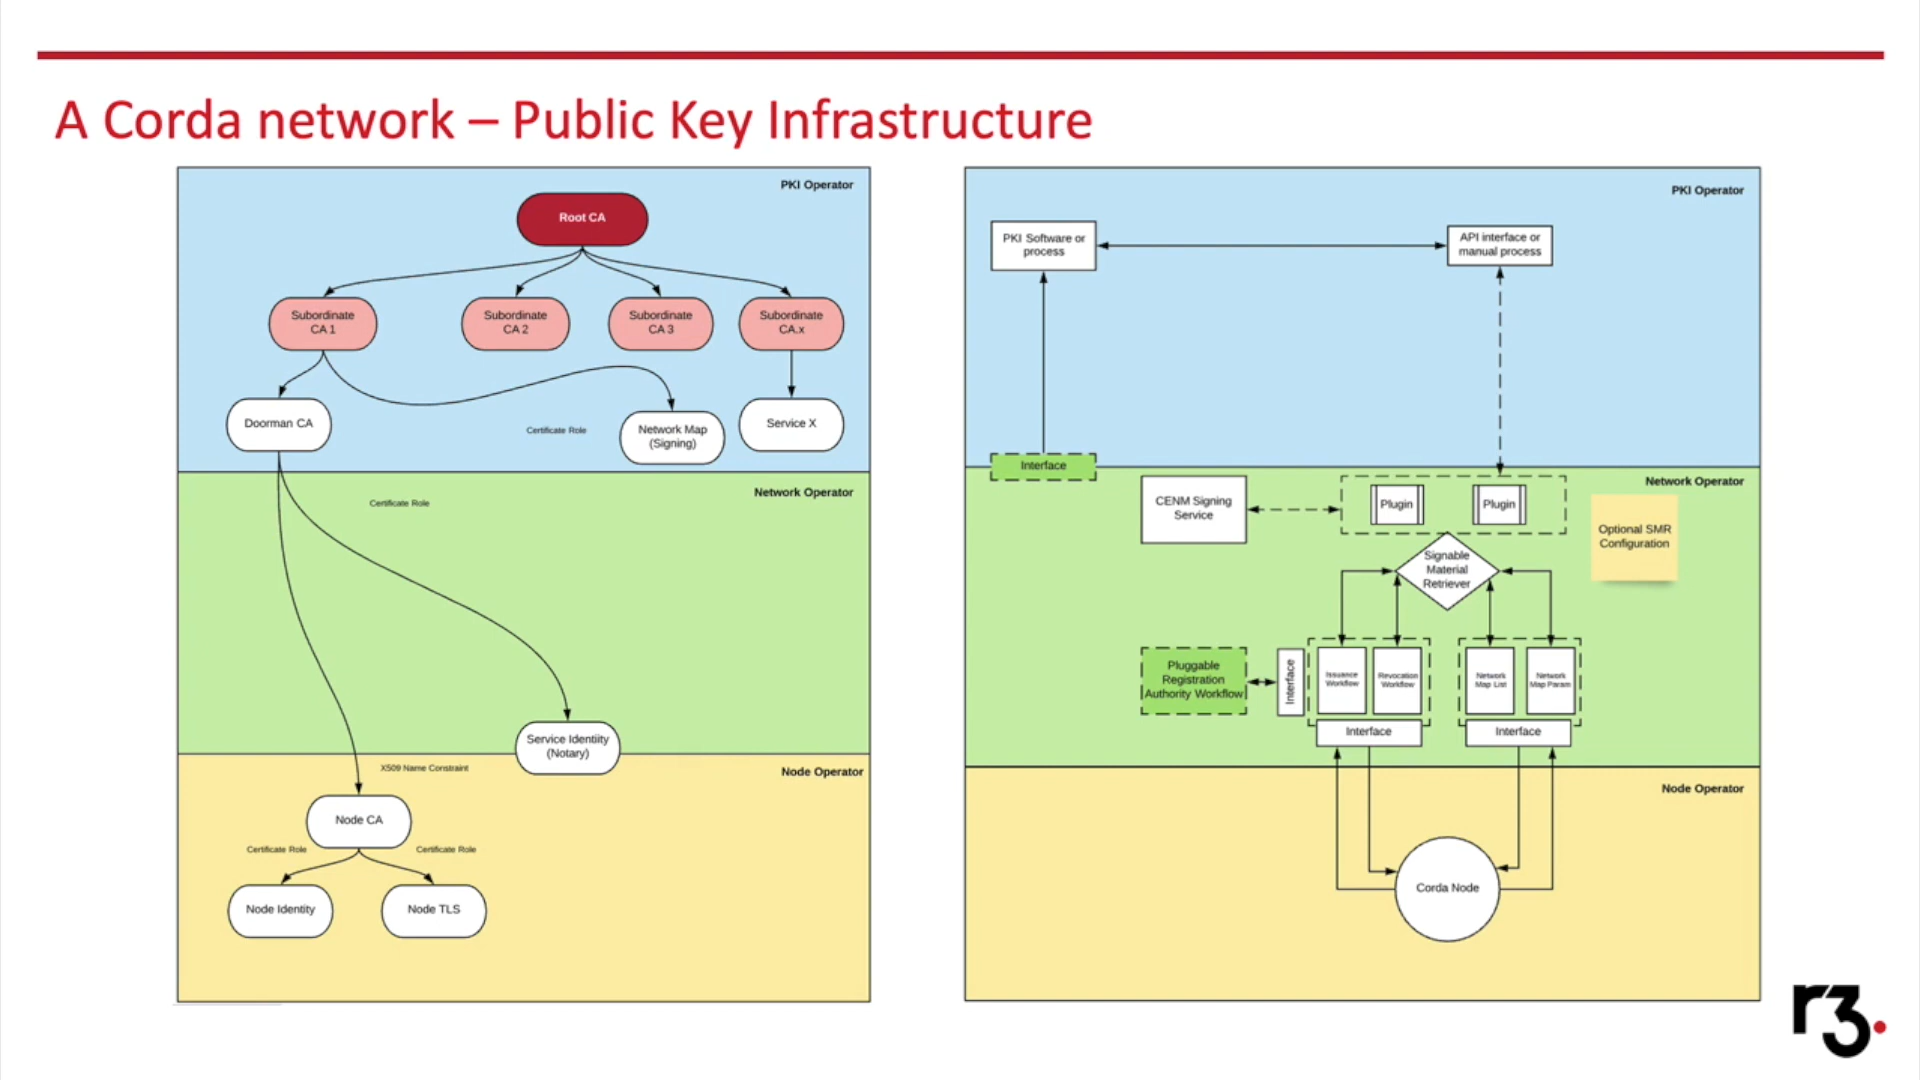 A Corda network – Public Key Infrastructure
PKI Operator
Root CA
Subordinate
CA 1
Subordinate
CA 2
Subordinate
CA 3
Subordinate
CA.x
Doorman CA
Certificate Role
Network Map
(Signing)
Service X
Network Operator
Certificate Role
Service Identiity
(Notary)
X509 Name Constraint
Node Operator
Node CA
Certificate Role
Certificate Role
Node Identity
Node TLS
PKI Operator
PKI Software or
process
API interface or
manual process
Interface
Network Operator
CENM Signing
Service
Plugin
Plugin
Optional SMR
Configuration
Signable
Material
Retriever
Pluggable
Registration
Authority Workflow
Interface
Issuance
Workflow
Revocation
Workflow
Network
Map List
Network
Map Param
Interface
Interface
Node Operator
Corda Node
r3.